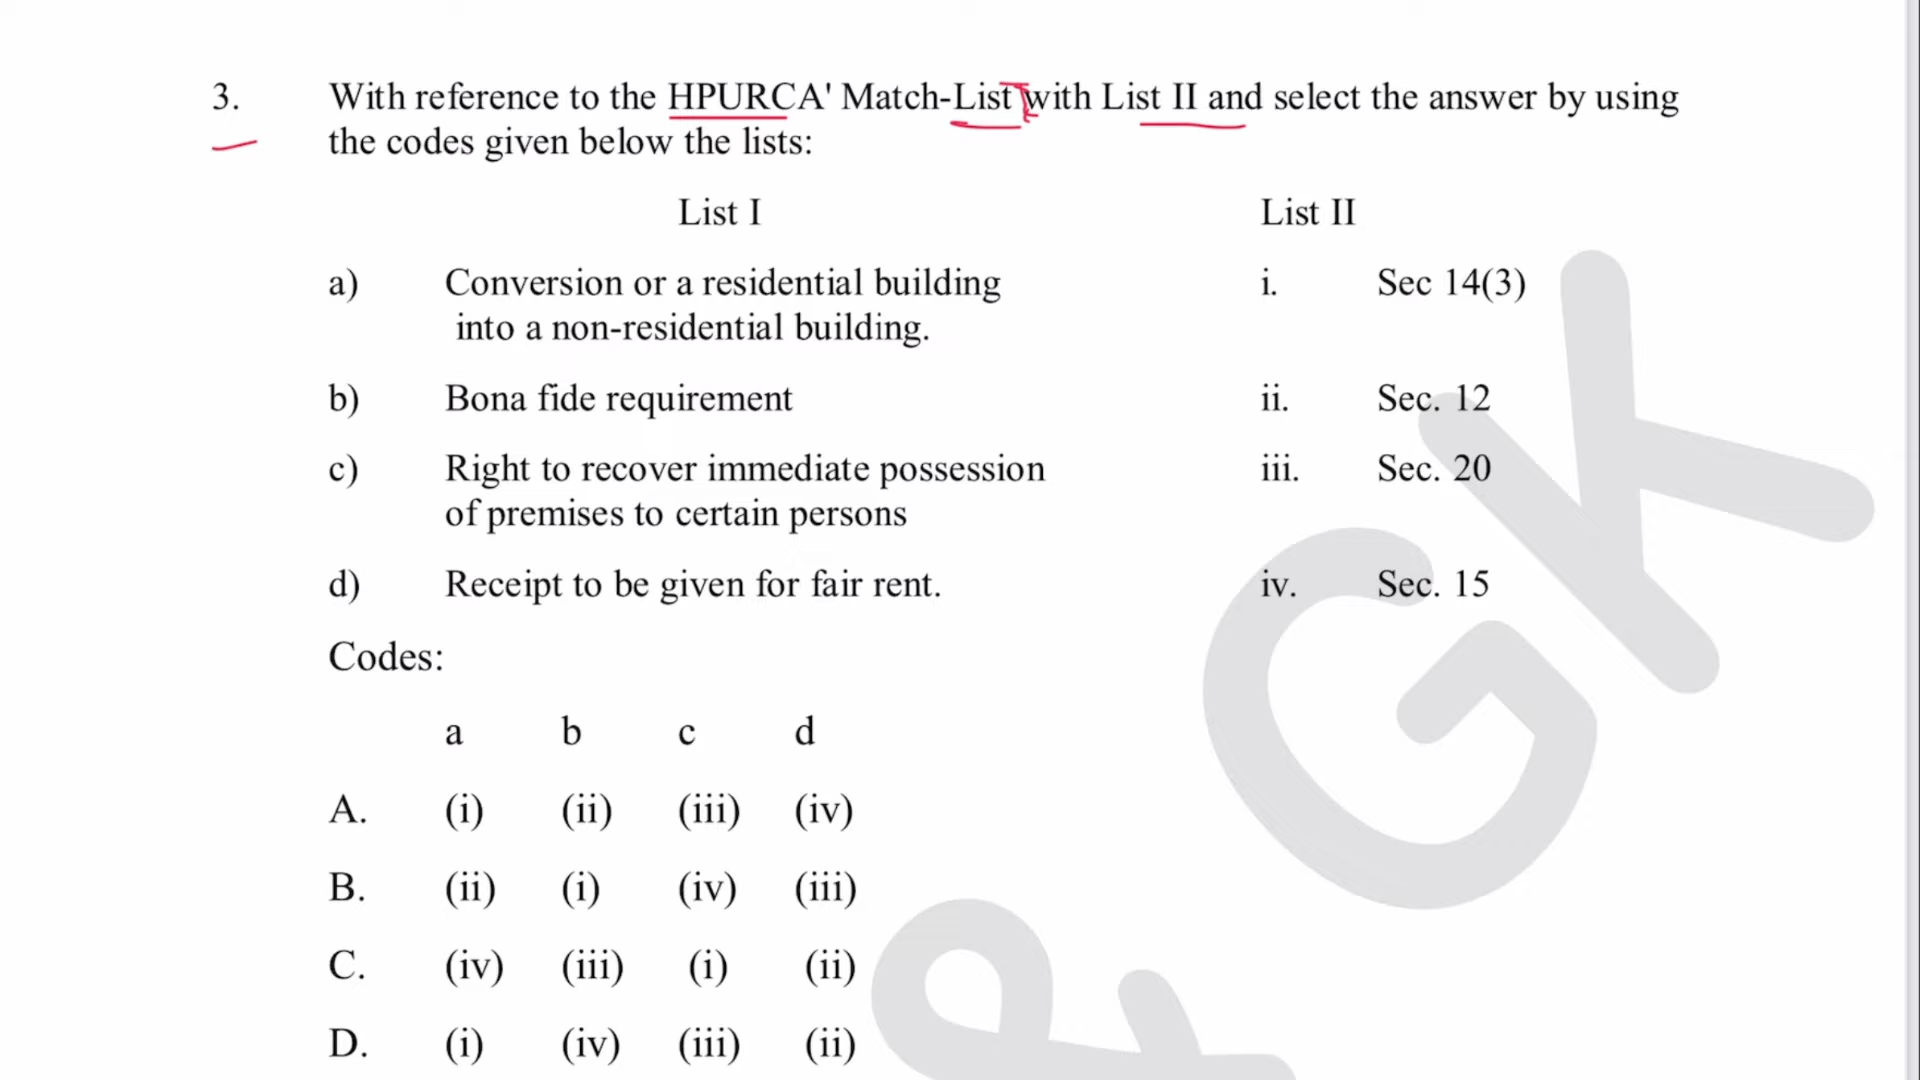 3. With reference to the HPURCA' Match-List I with List II and select the answer by using
the codes given below the lists:
List I List II
a) Conversion or a residential building i. Sec 14(3)
into a non-residential building.
b) Bona fide requirement ii. Sec. 12
c) Right to recover immediate possession iii. Sec. 20
of premises to certain persons
d) Receipt to be given for fair rent. iv. Sec. 15
Codes:
a b c d
A. (i) (ii) (iii) (iv)
B. (ii) (i) (iv) (iii)
C. (iv) (iii) (i) (ii)
D. (i) (iv) (iii) (ii)
& GK